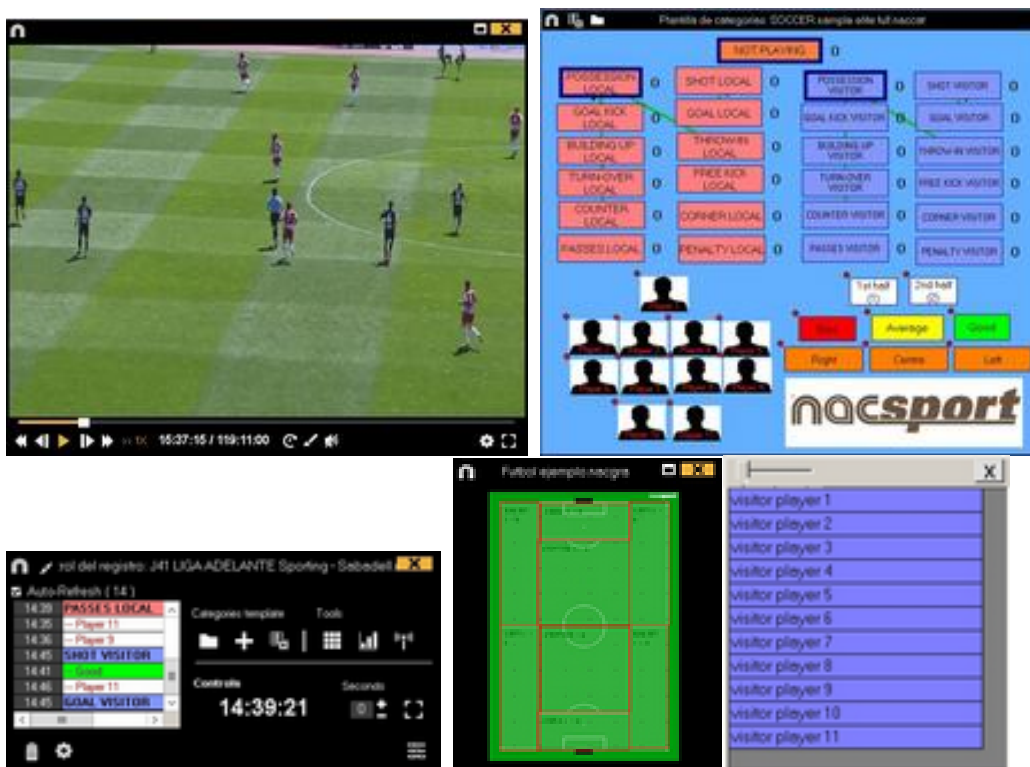 1X 15:37:15 / 119:11:00
Plantilla de categories: SOCCER sample elite full naccer
NOT PLAYING 0
POSSESSION LOCAL 0
SHOT LOCAL 0
POSSESSION VISITOR 0
SHOT VISITOR 0
GOAL KICK LOCAL 0
GOAL LOCAL 0
GOAL KICK VISITOR 0
GOAL VISITOR 0
BUILDING UP LOCAL 0
THROW-IN LOCAL 0
BUILDING UP VISITOR 0
THROW-IN VISITOR 0
TURN-OVER LOCAL 0
FREE KICK LOCAL 0
TURN-OVER VISITOR 0
FREE KICK VISITOR 0
COUNTER LOCAL 0
CORNER LOCAL 0
COUNTER VISITOR 0
CORNER VISITOR 0
PASSES LOCAL 0
PENALTY LOCAL 0
PASSES VISITOR 0
PENALTY VISITOR 0
1st half
(1)
2nd half
(2)
Average
Good
Right
Centre
Left
nacsport
rol del registro: J41 LIGA ADELANTE Sporting - Sabadell
Auto-Refresh ( 14 )
14:39 PASSES LOCAL
14:35 -- Player 11
14:36 -- Player 9
14:45 SHOT VISITOR
14:41 -- Good
14:46 -- Player 11
14:45 GOAL VISITOR
Categories template
Tools
Controls
Seconds
14:39:21
0
Futbol ejemplo.nacgra
X
visitor player 1
visitor player 2
visitor player 3
visitor player 4
visitor player 5
visitor player 6
visitor player 7
visitor player 8
visitor player 9
visitor player 10
visitor player 11